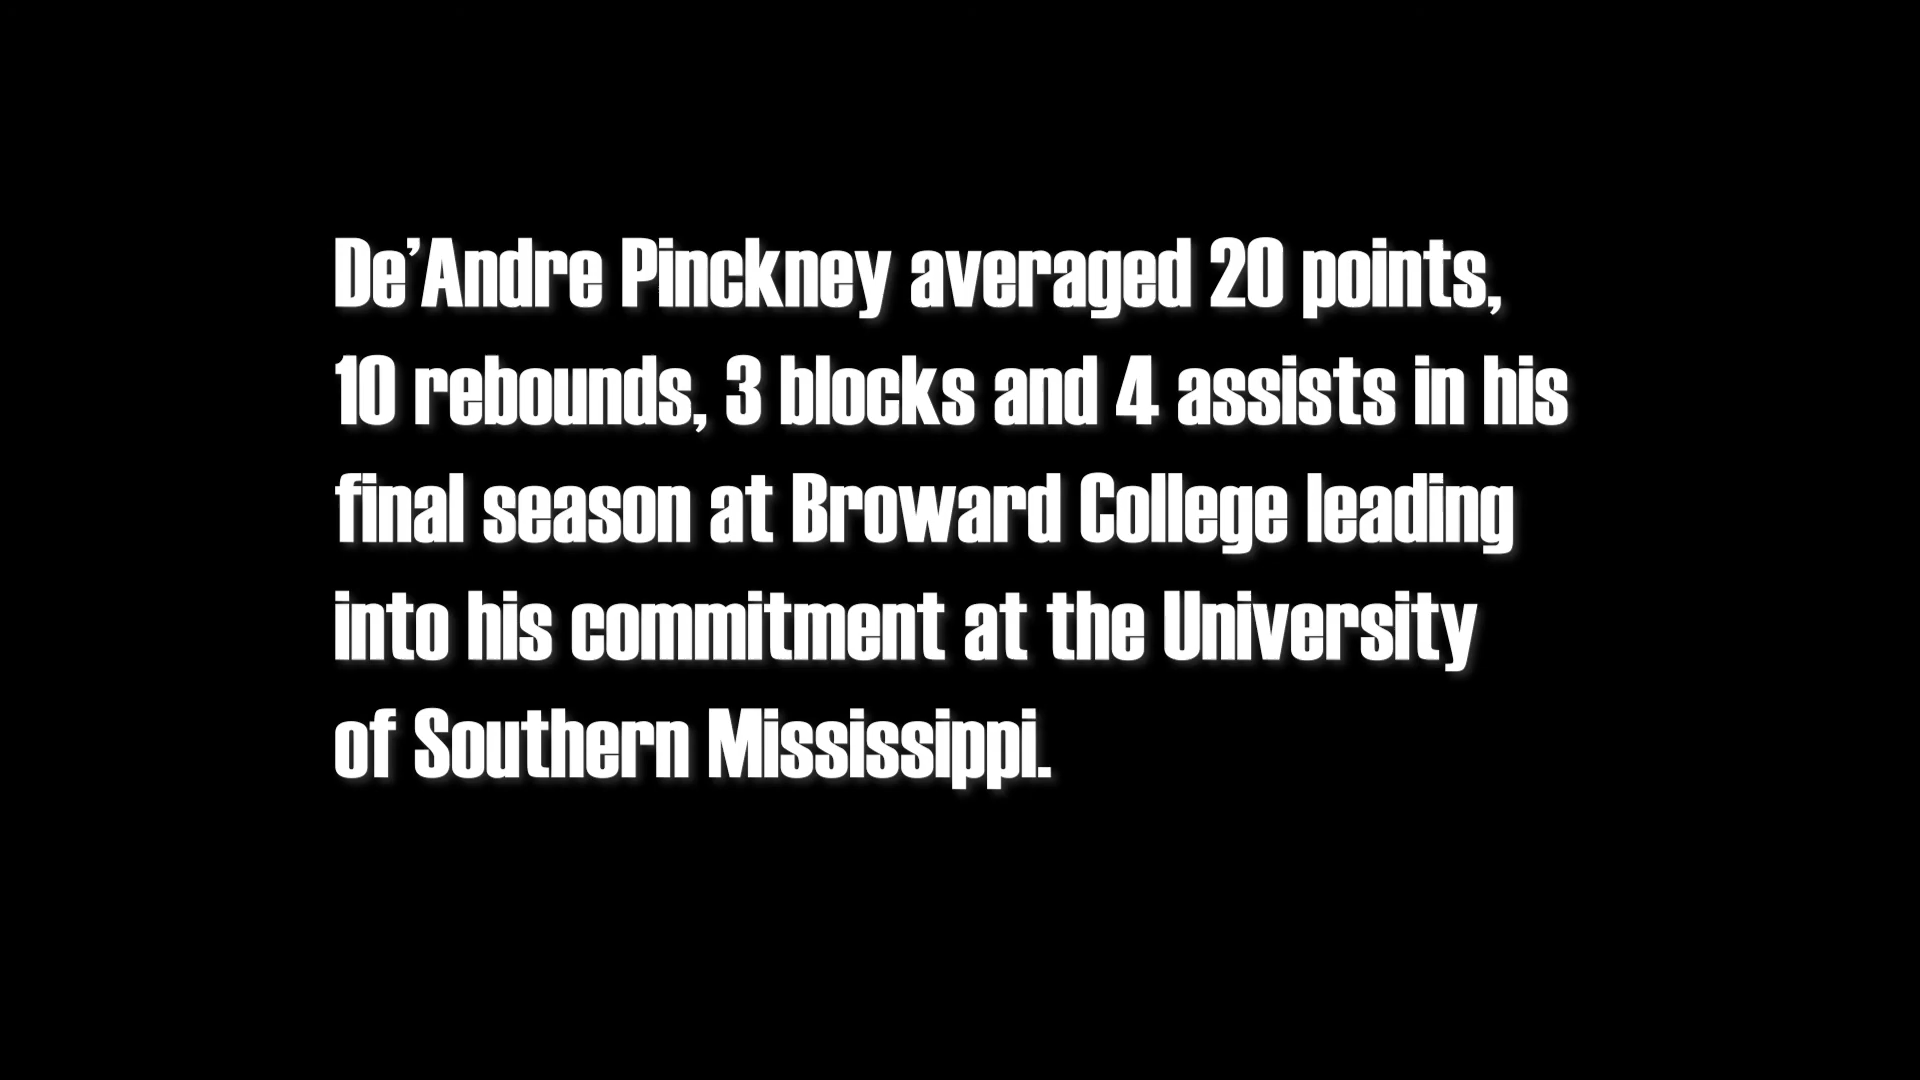 De’Andre Pinckney averaged 20 points,
10 rebounds, 3 blocks and 4 assists in his
final season at Broward College leading
into his commitment at the University
of Southern Mississippi.